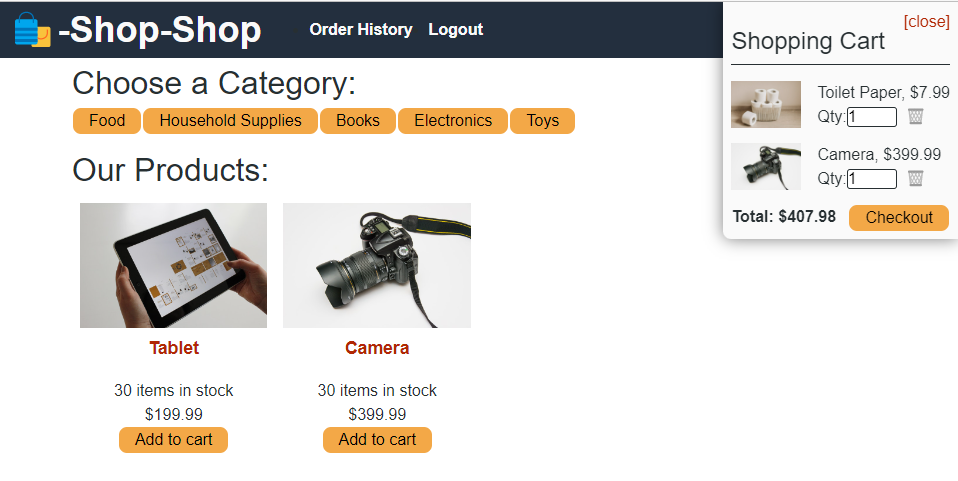 -Shop-Shop
Order History Logout
Choose a Category:
Food Household Supplies Books Electronics Toys
Our Products:
Tablet
30 items in stock
$199.99
Add to cart
Camera
30 items in stock
$399.99
Add to cart
[close]
Shopping Cart
Toilet Paper, $7.99
Qty:1
Camera, $399.99
Qty:1
Total: $407.98 Checkout